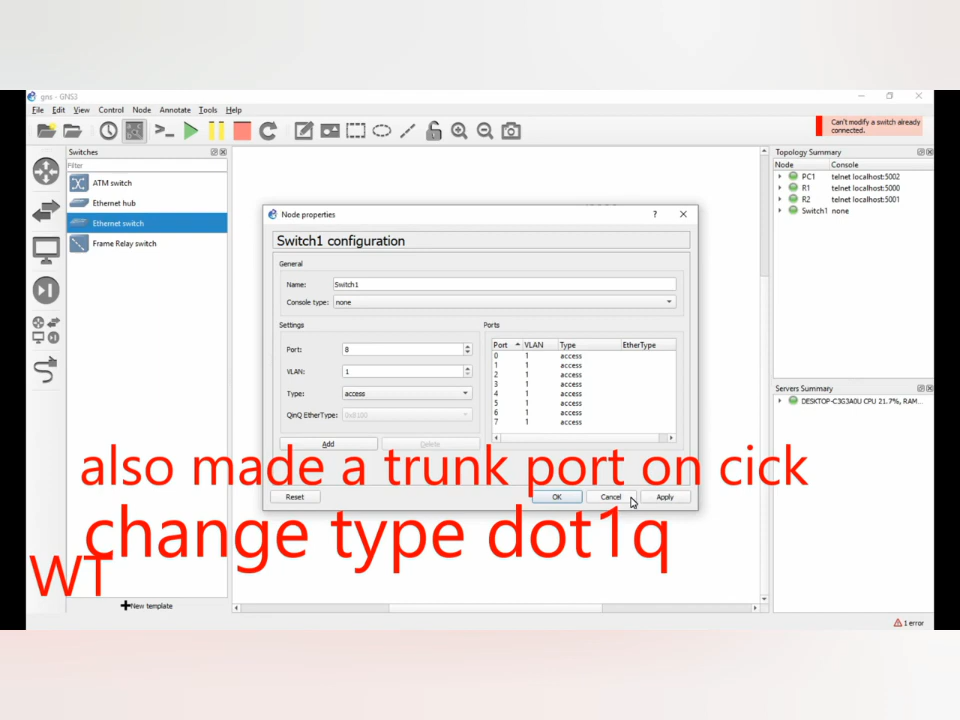 gns - GNS3
File Edit View Control Node Annotate Tools Help
Can't modify a switch already
connected.
Switches
Filter
ATM switch
Ethernet hub
Ethernet switch
Frame Relay switch
New template
Node properties
?
Switch1 configuration
General
Name: Switch1
Console type: none
Settings
Port: 8
VLAN: 1
Type: access
QinQ EtherType: 0x8100
Add Delete
Ports
Port VLAN Type EtherType
0 1 access
1 1 access
2 1 access
3 1 access
4 1 access
5 1 access
6 1 access
7 1 access
Reset OK Cancel Apply
also made a trunk port on cick
change type dot1q
WT
Topology Summary
Node Console
PC1 telnet localhost:5002
R1 telnet localhost:5000
R2 telnet localhost:5001
Switch1 none
Servers Summary
DESKTOP-C3G3A0U CPU 21.7%, RAM...
1 error